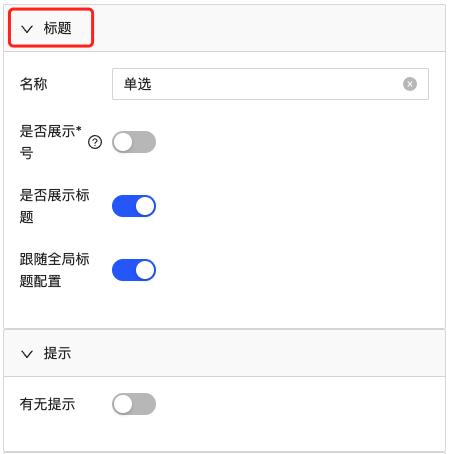 标题
名称 单选
是否展示*
号
是否展示标
题
跟随全局标
题配置
提示
有无提示